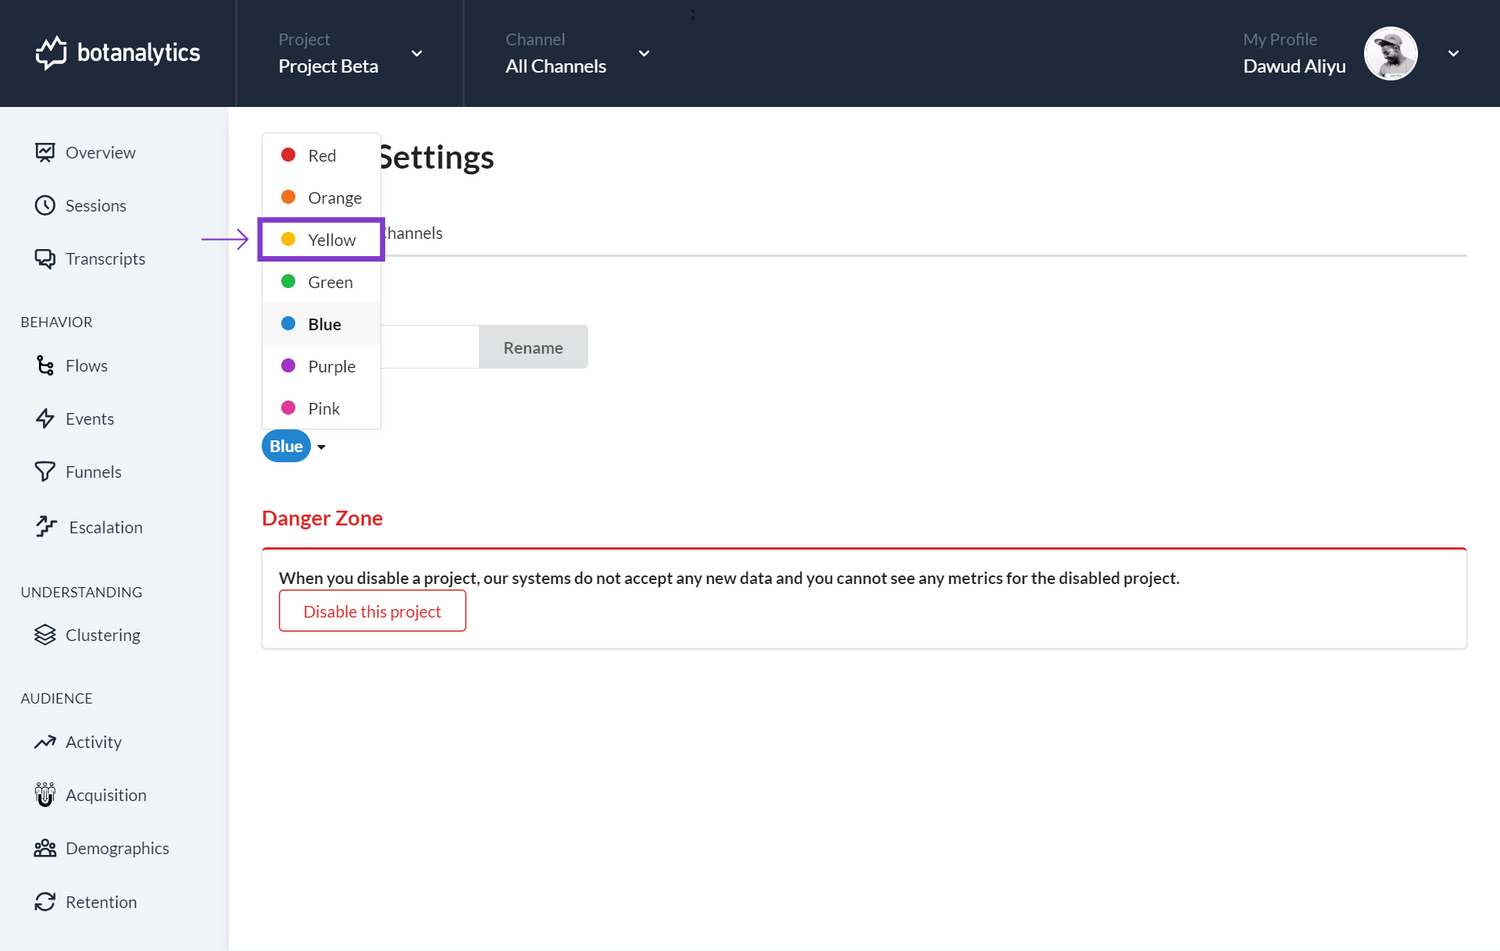 botanalytics
Project
Project Beta
Channel
All Channels
:
My Profile
Dawud Aliyu
Overview
Sessions
Transcripts
BEHAVIOR
Flows
Events
Funnels
Escalation
UNDERSTANDING
Clustering
AUDIENCE
Activity
Acquisition
Demographics
Retention
Settings
hannels
Red
Orange
Yellow
Green
Blue
Purple
Pink
Rename
Blue
Danger Zone
When you disable a project, our systems do not accept any new data and you cannot see any metrics for the disabled project.
Disable this project